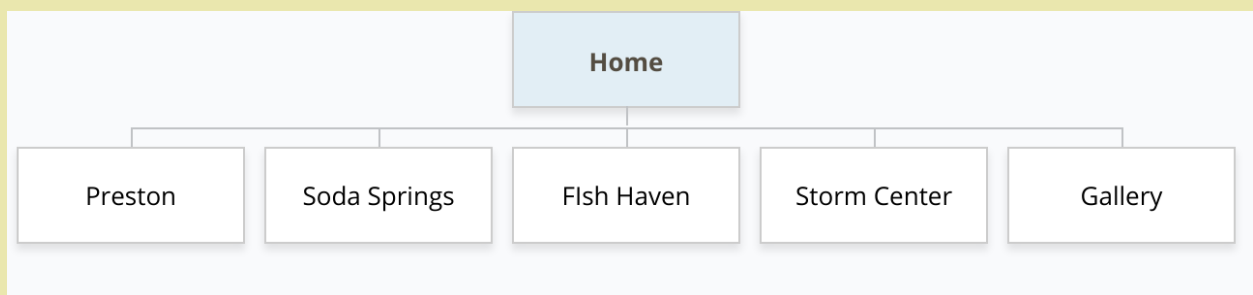 Home
Preston
Soda Springs
FIsh Haven
Storm Center
Gallery